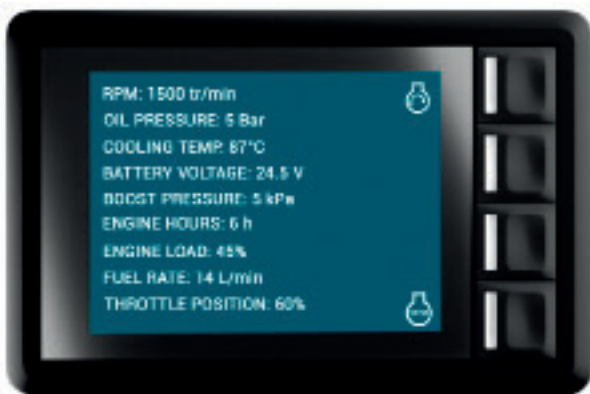 RPM: 1500 tr/min
OIL PRESSURE: 5 Bar
COOLING TEMP: 87°C
BATTERY VOLTAGE: 24.5 V
BOOST PRESSURE: 5 kPa
ENGINE HOURS: 6 h
ENGINE LOAD: 45%
FUEL RATE: 14 L/min
THROTTLE POSITION: 60%